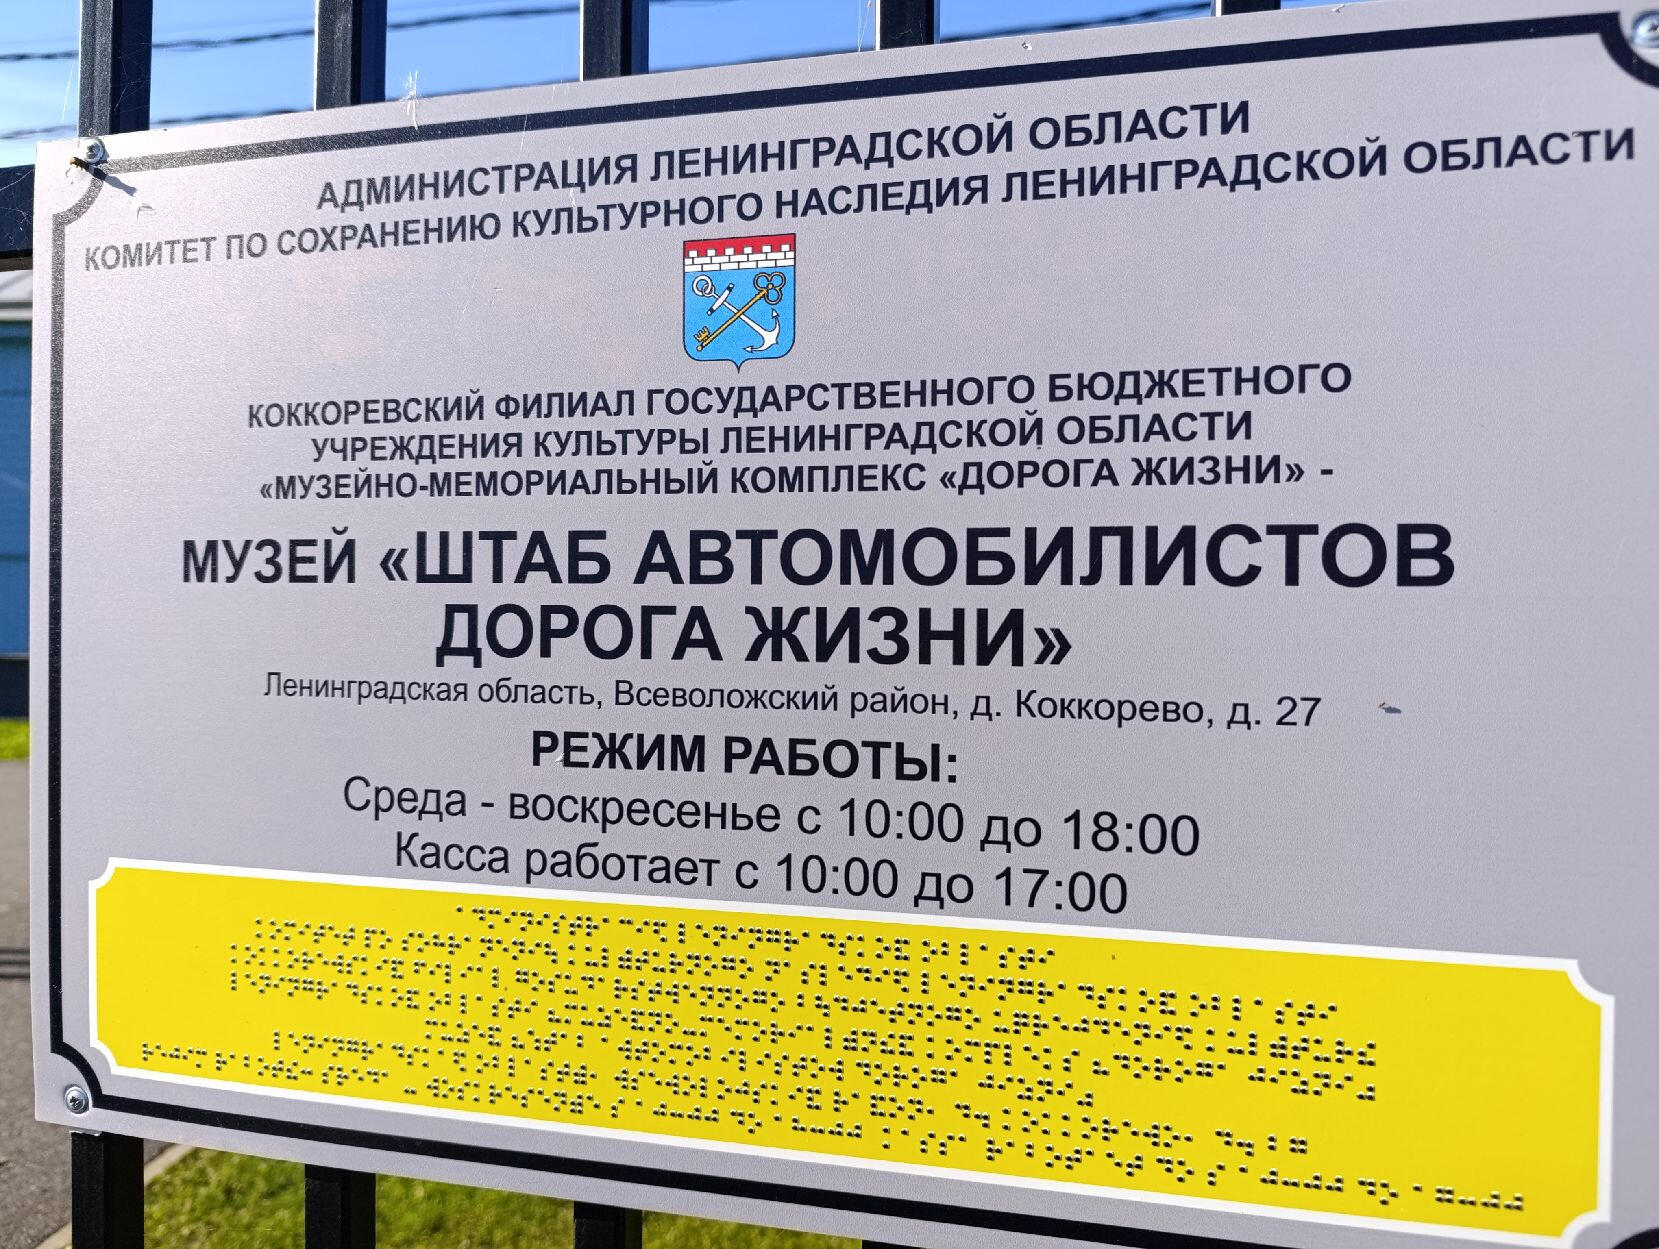 АДМИНИСТРАЦИЯ ЛЕНИНГРАДСКОЙ ОБЛАСТИ
КОМИТЕТ ПО СОХРАНЕНИЮ КУЛЬТУРНОГО НАСЛЕДИЯ ЛЕНИНГРАДСКОЙ ОБЛАСТИ
КОККОРЕВСКИЙ ФИЛИАЛ ГОСУДАРСТВЕННОГО БЮДЖЕТНОГО
УЧРЕЖДЕНИЯ КУЛЬТУРЫ ЛЕНИНГРАДСКОЙ ОБЛАСТИ
«МУЗЕЙНО-МЕМОРИАЛЬНЫЙ КОМПЛЕКС «ДОРОГА ЖИЗНИ» -
МУЗЕЙ «ШТАБ АВТОМОБИЛИСТОВ
ДОРОГА ЖИЗНИ»
Ленинградская область, Всеволожский район, д. Коккорево, д. 27
РЕЖИМ РАБОТЫ:
Среда - воскресенье с 10:00 до 18:00
Касса работает с 10:00 до 17:00